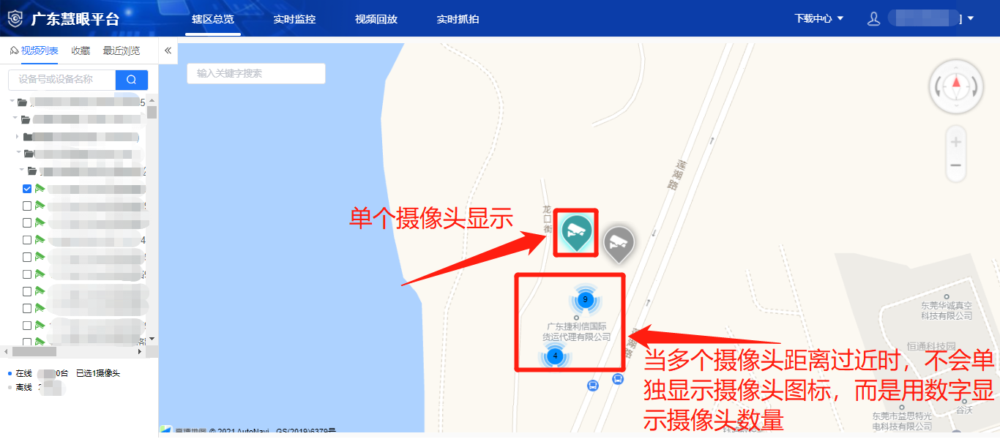 广东慧眼平台
辖区总览
实时监控
视频回放
实时抓拍
下载中心
视频列表
收藏
最近浏览
设备号或设备名称
输入关键字搜索
莲湖路
龙口街
单个摄像头显示
9
广东捷利信国际
货运代理有限公司
4
当多个摄像头距离过近时，不会单
独显示摄像头图标，而是用数字显
示摄像头数量
东莞华诚真空
科技有限公司
恒通科技园
东莞市益思特光
电科技有限公司
谷沃
在线
0台
已选1摄像头
离线
高德地图 © 2021 AutoNavi - GS(2019)6379号